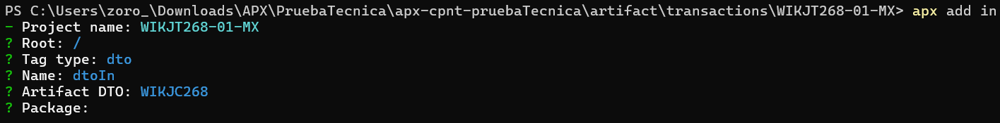 PS C:\Users\zoro_\Downloads\APX\PruebaTecnica\apx-cpnt-pruebaTecnica\artifact\transactions\WIKJT268-01-MX> apx add in
- Project name: WIKJT268-01-MX
? Root: /
? Tag type: dto
? Name: dtoIn
? Artifact DTO: WIKJC268
? Package: